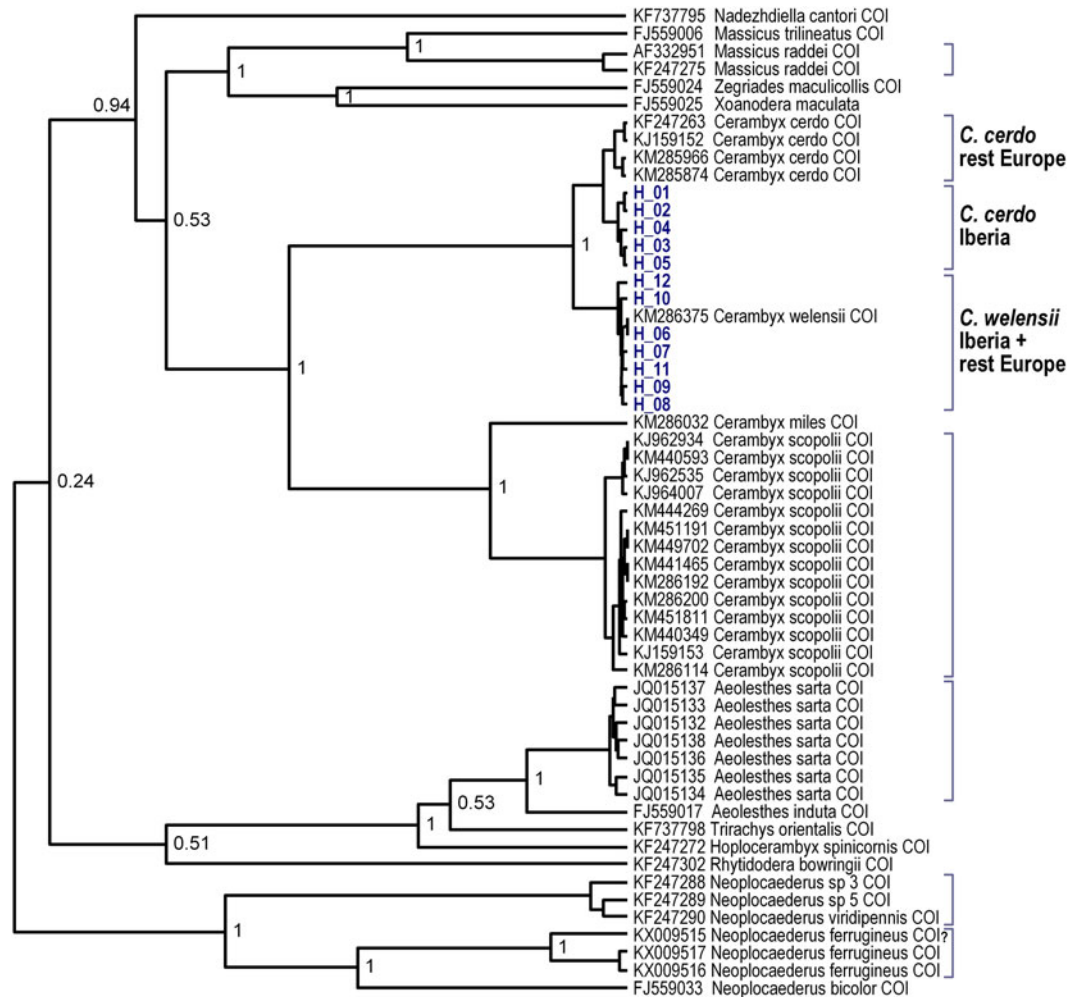 KF737795 Nadezhdiella cantori COI
FJ559006 Massicus trilineatus COI
1
AF332951 Massicus raddei COI
KF247275 Massicus raddei COI
1
FJ559024 Zegriades maculicollis COI
1
FJ559025 Xoanodera maculata
0.94
KF247263 Cerambyx cerdo COI
KJ159152 Cerambyx cerdo COI
KM285966 Cerambyx cerdo COI
KM285874 Cerambyx cerdo COI
C. cerdo
rest Europe
H_01
H_02
H_04
H_03
H_05
C. cerdo
Iberia
0.53
1
H_12
H_10
KM286375 Cerambyx welensii COI
H_06
H_07
H_11
H_09
H_08
C. welensii
Iberia +
rest Europe
1
KM286032 Cerambyx miles COI
KJ962934 Cerambyx scopolii COI
KM440593 Cerambyx scopolii COI
KJ962535 Cerambyx scopolii COI
KJ964007 Cerambyx scopolii COI
0.24
1
KM444269 Cerambyx scopolii COI
KM451191 Cerambyx scopolii COI
KM449702 Cerambyx scopolii COI
KM441465 Cerambyx scopolii COI
KM286192 Cerambyx scopolii COI
KM286200 Cerambyx scopolii COI
KM451811 Cerambyx scopolii COI
KM440349 Cerambyx scopolii COI
KJ159153 Cerambyx scopolii COI
KM286114 Cerambyx scopolii COI
JQ015137 Aeolesthes sarta COI
JQ015133 Aeolesthes sarta COI
JQ015132 Aeolesthes sarta COI
JQ015138 Aeolesthes sarta COI
JQ015136 Aeolesthes sarta COI
JQ015135 Aeolesthes sarta COI
JQ015134 Aeolesthes sarta COI
1
0.53
FJ559017 Aeolesthes induta COI
1
KF737798 Trirachys orientalis COI
0.51
KF247272 Hoplocerambyx spinicornis COI
KF247302 Rhytidodera bowringii COI
KF247288 Neoplocaederus sp 3 COI
KF247289 Neoplocaederus sp 5 COI
KF247290 Neoplocaederus viridipennis COI
1
KX009515 Neoplocaederus ferrugineus COI?
1
KX009517 Neoplocaederus ferrugineus COI
KX009516 Neoplocaederus ferrugineus COI
1
FJ559033 Neoplocaederus bicolor COI